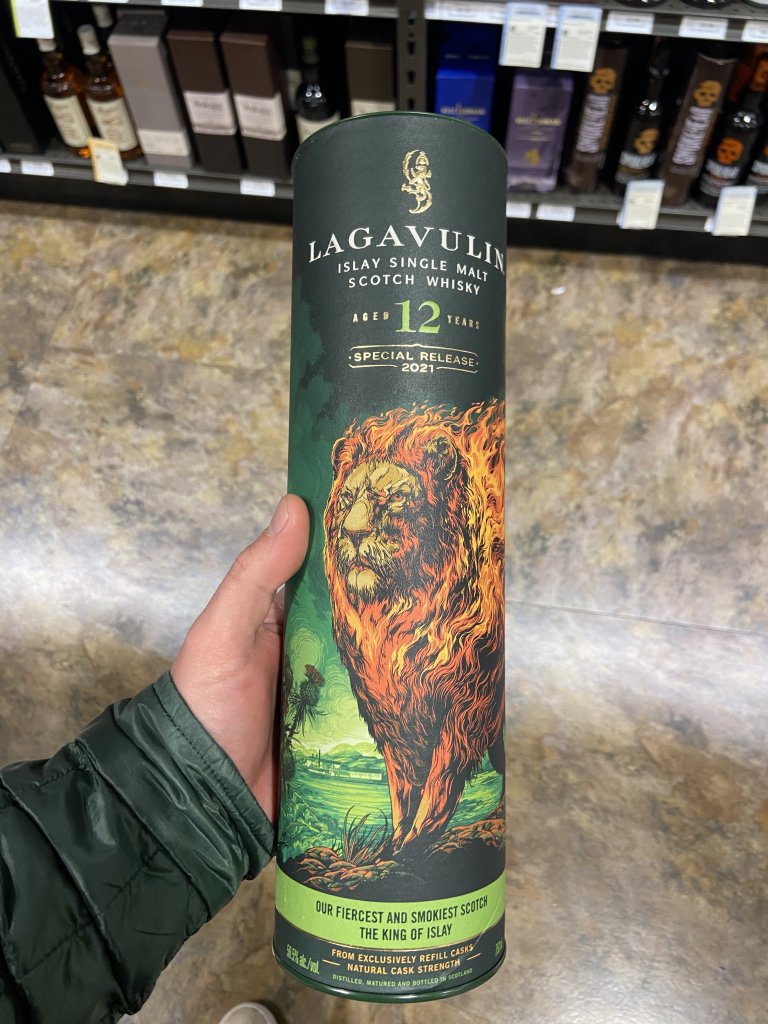 LAGAVULIN
ISLAY SINGLE MALT
SCOTCH WHISKY
AGED 12 YEARS
SPECIAL RELEASE
2021
OUR FIERCEST AND SMOKIEST SCOTCH
THE KING OF ISLAY
FROM EXCLUSIVELY REFILL CASKS
NATURAL CASK STRENGTH
DISTILLED, MATURED AND BOTTLED IN SCOTLAND